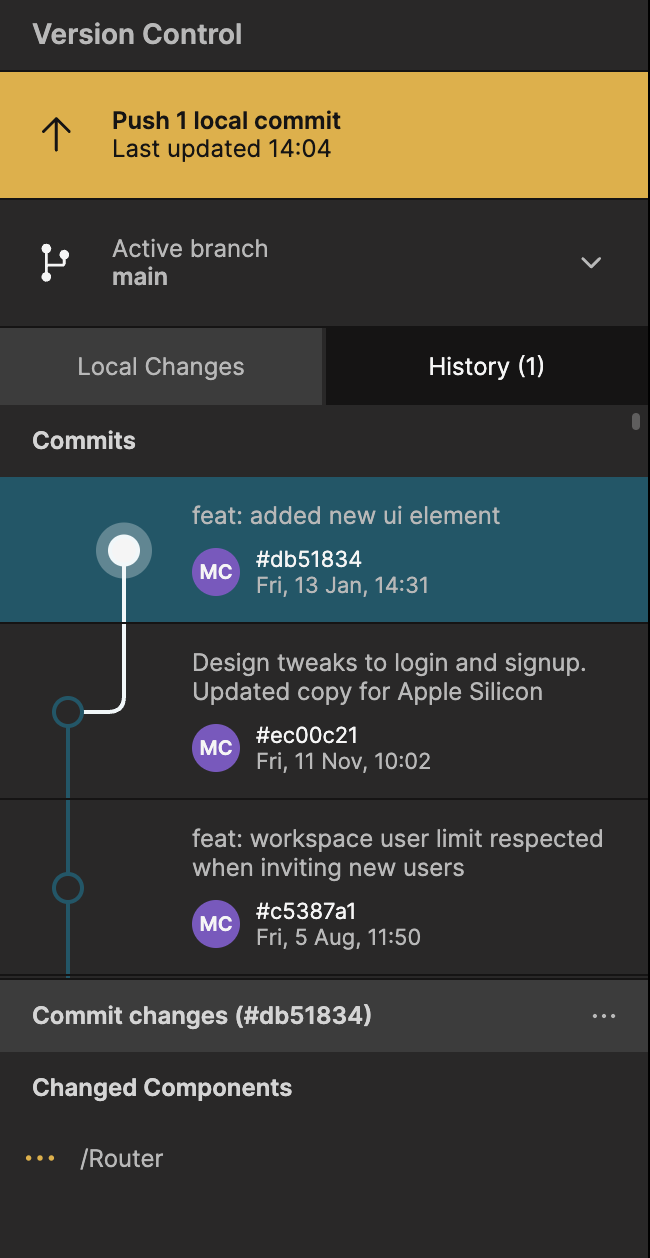 Version Control
Push 1 local commit
Last updated 14:04
Active branch
main
Local Changes
History (1)
Commits
feat: added new ui element
MC
#db51834
Fri, 13 Jan, 14:31
Design tweaks to login and signup.
Updated copy for Apple Silicon
MC
#ec00c21
Fri, 11 Nov, 10:02
feat: workspace user limit respected
when inviting new users
MC
#c5387a1
Fri, 5 Aug, 11:50
Commit changes (#db51834)
Changed Components
/Router